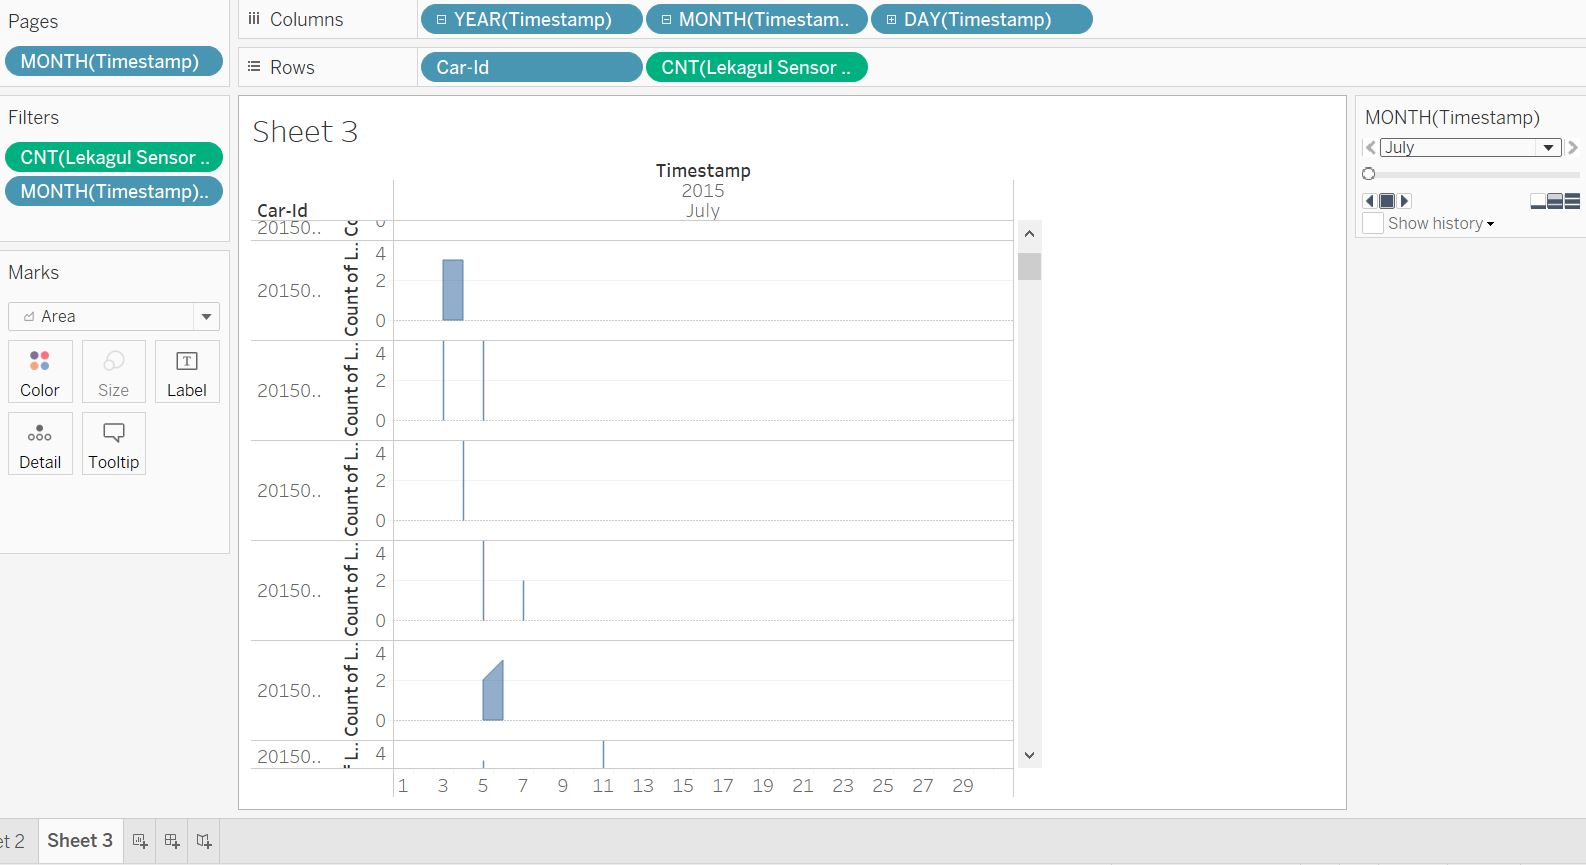 Pages
MONTH(Timestamp)
Columns
YEAR(Timestamp)
MONTH(Timestam..
DAY(Timestamp)
Rows
Car-Id
CNT(Lekagul Sensor ..
Filters
CNT(Lekagul Sensor ..
MONTH(Timestamp)..
Marks
Area
Color
Size
Label
Detail
Tooltip
Sheet 3
Timestamp
2015
July
Car-Id
20150..
0
20150..
Count of L..
4
2
0
20150..
Count of L..
4
2
0
20150..
Count of L..
4
2
0
20150..
Count of L..
4
2
0
20150..
Count of L..
4
2
0
20150..
L..
4
1 3 5 7 9 11 13 15 17 19 21 23 25 27 29
MONTH(Timestamp)
July
Show history
et 2
Sheet 3